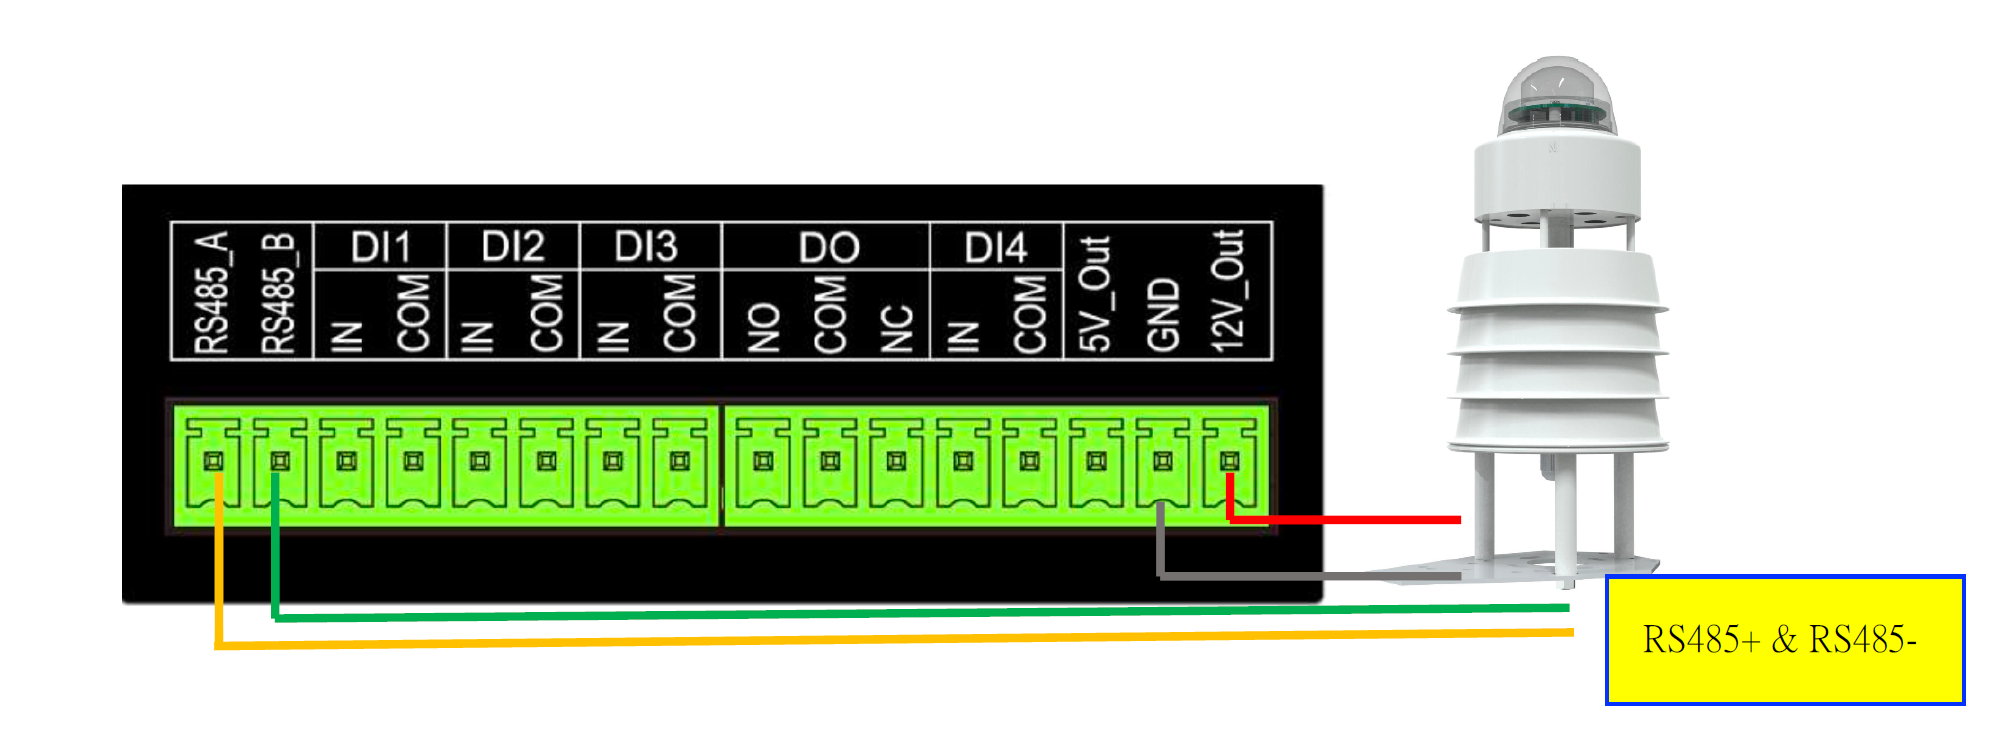 RS485_A
RS485_B
DI1
IN
COM
DI2
IN
COM
DI3
IN
COM
DO
NO
COM
NC
DI4
IN
COM
5V_Out
GND
12V_Out
RS485+ & RS485-